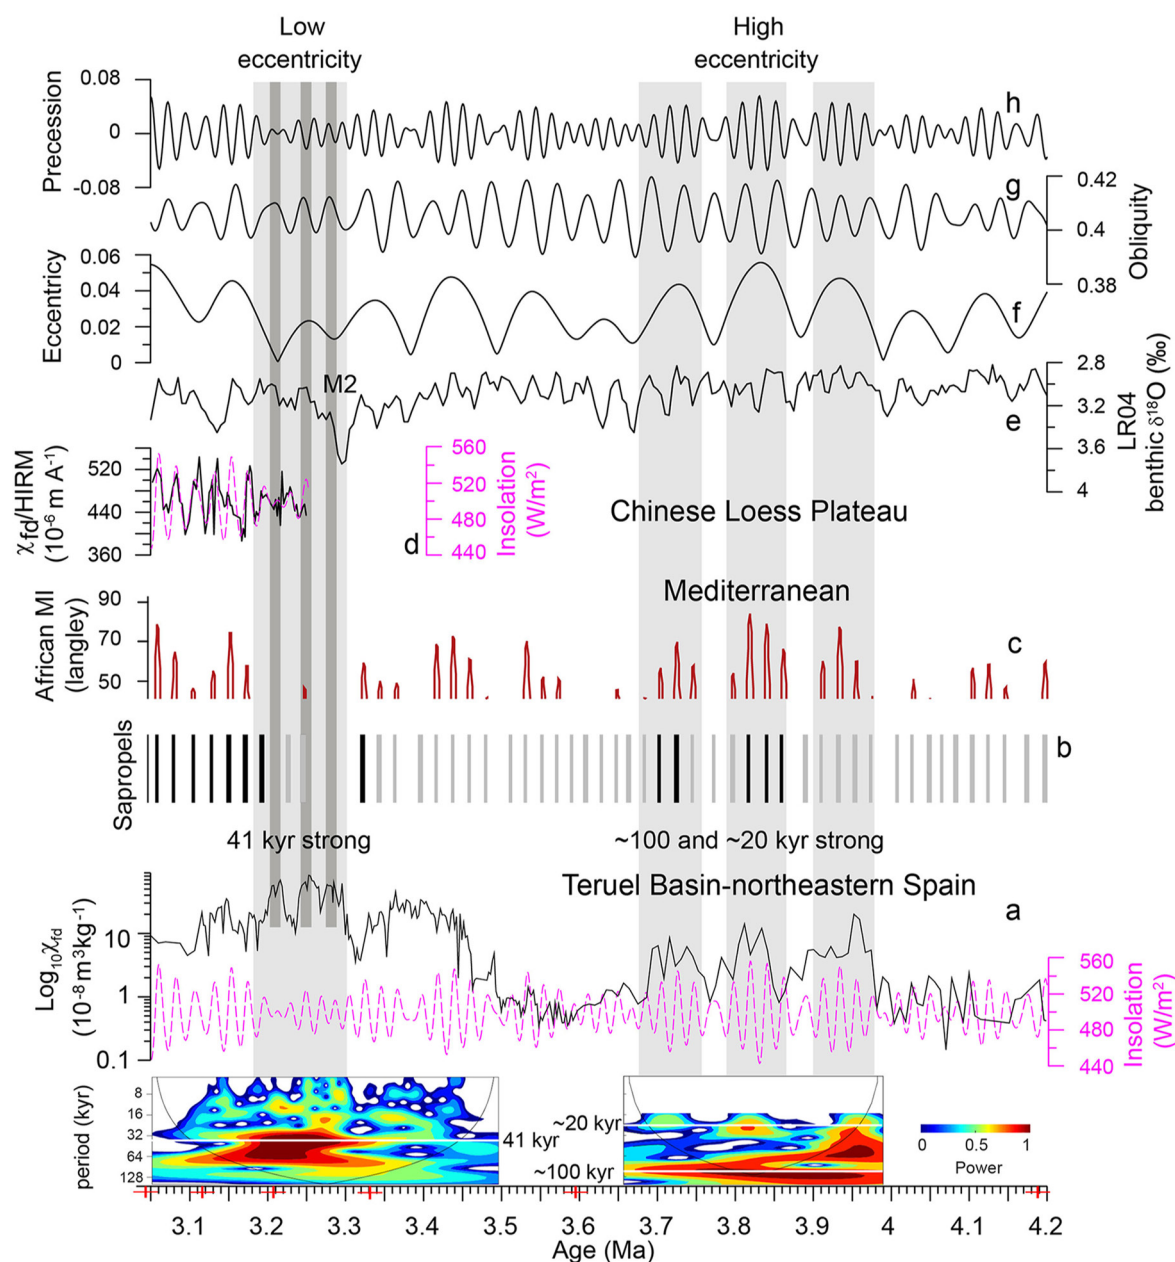 Low
eccentricity
High
eccentricity
Precession
0.08
0
-0.08
h
g
0.42
0.4
0.38
Obliquity
Eccentricy
0.06
0.04
0.02
0
f
M2
e
2.8
3.2
3.6
4
LR04
benthic δ¹⁸O (‰)
χfd/HIRM
(10⁻⁶ m A⁻¹)
520
440
360
d
560
520
480
440
Insolation
(W/m²)
Chinese Loess Plateau
Mediterranean
African MI
(langley)
90
70
50
c
Sapropels
b
41 kyr strong
~100 and ~20 kyr strong
Teruel Basin-northeastern Spain
a
Log₁₀χfd
(10⁻⁸ m³kg⁻¹)
10
1
0.1
560
520
480
440
Insolation
(W/m²)
period (kyr)
8
16
32
64
128
~20 kyr
41 kyr
~100 kyr
0 0.5 1
Power
3.1 3.2 3.3 3.4 3.5 3.6 3.7 3.8 3.9 4 4.1 4.2
Age (Ma)